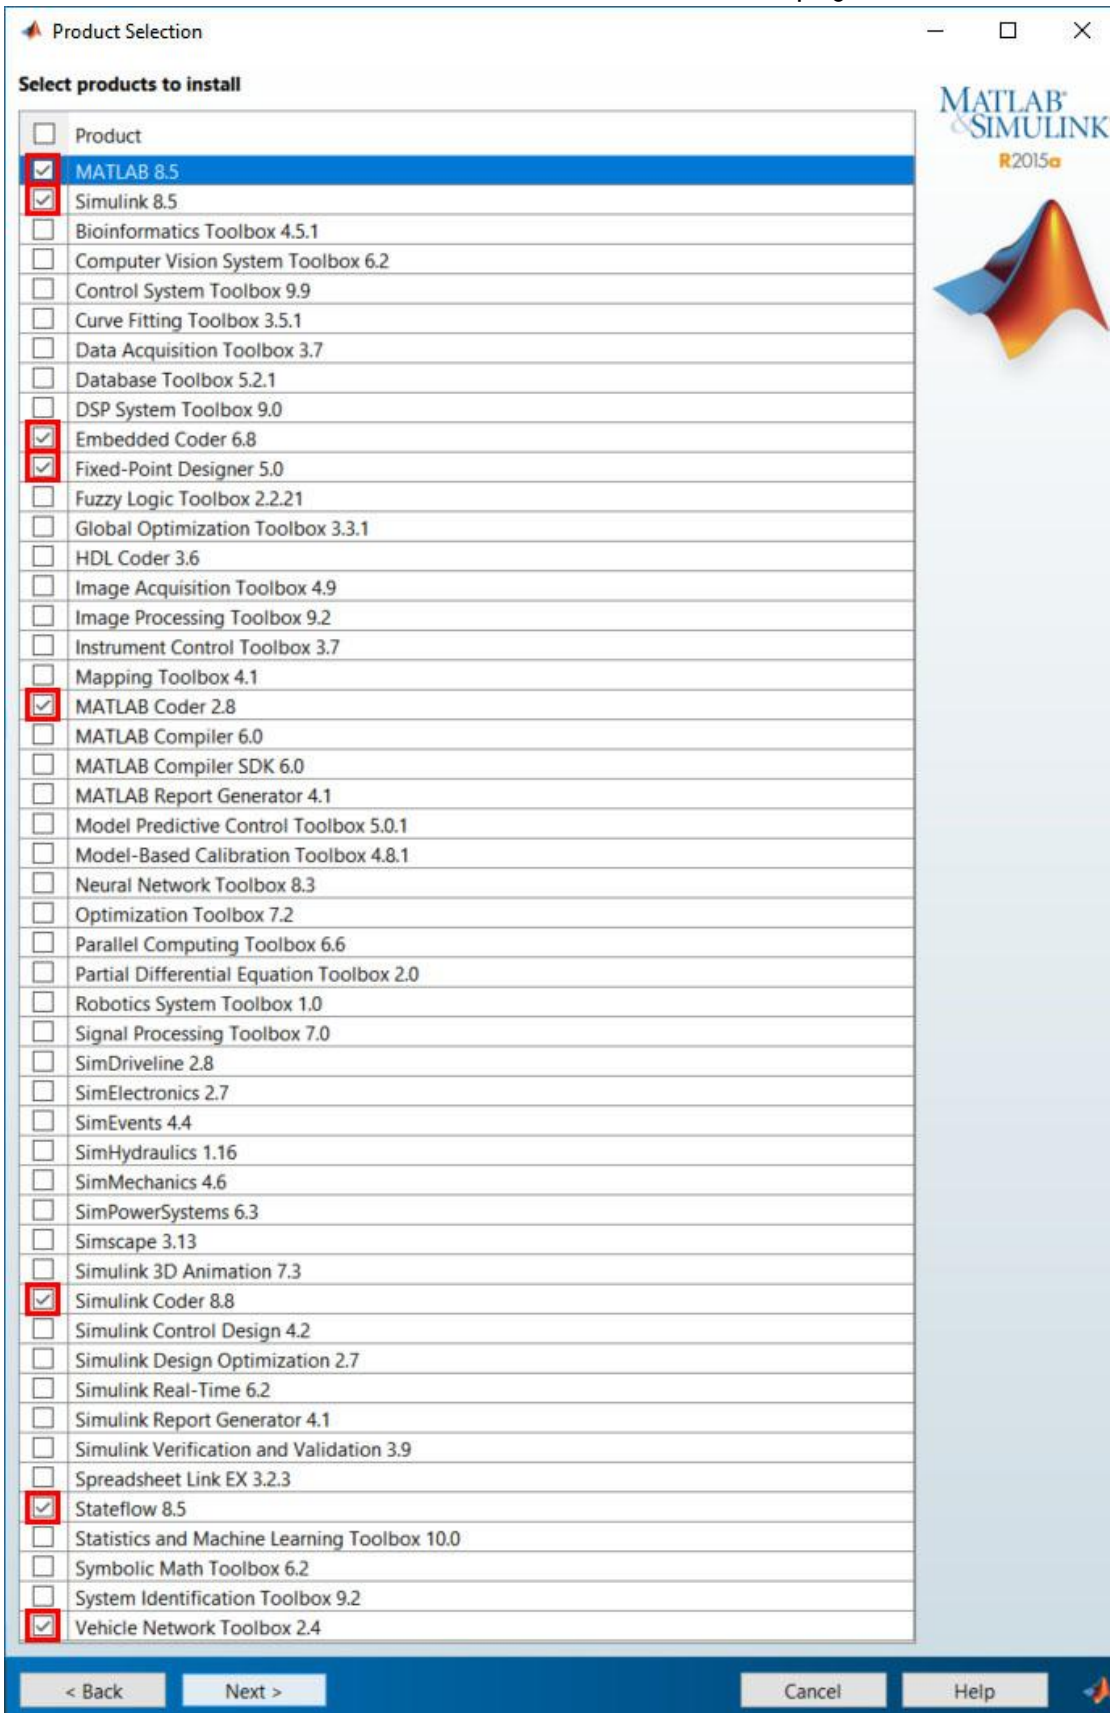 Product Selection
Select products to install
MATLAB®
&SIMULINK
R2015a
Product
MATLAB 8.5
Simulink 8.5
Bioinformatics Toolbox 4.5.1
Computer Vision System Toolbox 6.2
Control System Toolbox 9.9
Curve Fitting Toolbox 3.5.1
Data Acquisition Toolbox 3.7
Database Toolbox 5.2.1
DSP System Toolbox 9.0
Embedded Coder 6.8
Fixed-Point Designer 5.0
Fuzzy Logic Toolbox 2.2.21
Global Optimization Toolbox 3.3.1
HDL Coder 3.6
Image Acquisition Toolbox 4.9
Image Processing Toolbox 9.2
Instrument Control Toolbox 3.7
Mapping Toolbox 4.1
MATLAB Coder 2.8
MATLAB Compiler 6.0
MATLAB Compiler SDK 6.0
MATLAB Report Generator 4.1
Model Predictive Control Toolbox 5.0.1
Model-Based Calibration Toolbox 4.8.1
Neural Network Toolbox 8.3
Optimization Toolbox 7.2
Parallel Computing Toolbox 6.6
Partial Differential Equation Toolbox 2.0
Robotics System Toolbox 1.0
Signal Processing Toolbox 7.0
SimDriveline 2.8
SimElectronics 2.7
SimEvents 4.4
SimHydraulics 1.16
SimMechanics 4.6
SimPowerSystems 6.3
Simscape 3.13
Simulink 3D Animation 7.3
Simulink Coder 8.8
Simulink Control Design 4.2
Simulink Design Optimization 2.7
Simulink Real-Time 6.2
Simulink Report Generator 4.1
Simulink Verification and Validation 3.9
Spreadsheet Link EX 3.2.3
Stateflow 8.5
Statistics and Machine Learning Toolbox 10.0
Symbolic Math Toolbox 6.2
System Identification Toolbox 9.2
Vehicle Network Toolbox 2.4
< Back
Next >
Cancel
Help